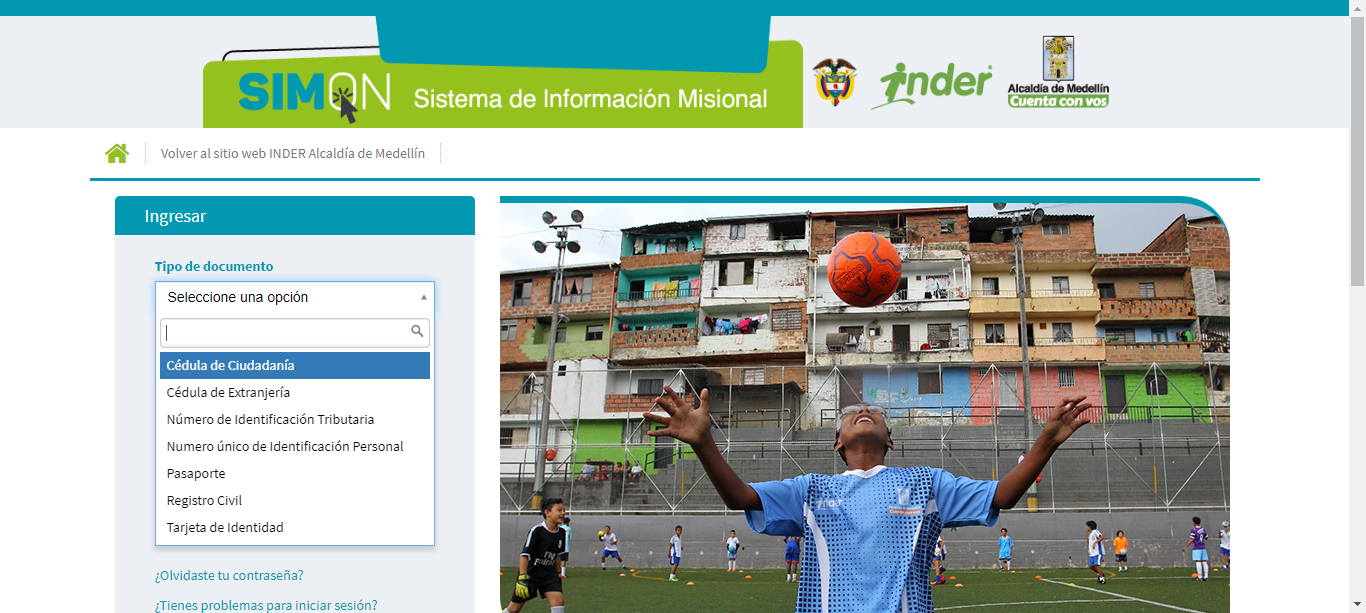 SIMON Sistema de Información Misional
inder
Alcaldía de Medellín
Cuenta con vos
Volver al sitio web INDER Alcaldía de Medellín
Ingresar
Tipo de documento
Seleccione una opción
Cédula de Ciudadanía
Cédula de Extranjería
Número de Identificación Tributaria
Numero único de Identificación Personal
Pasaporte
Registro Civil
Tarjeta de Identidad
¿Olvidaste tu contraseña?
¿Tienes problemas para iniciar sesión?
inder
Fly